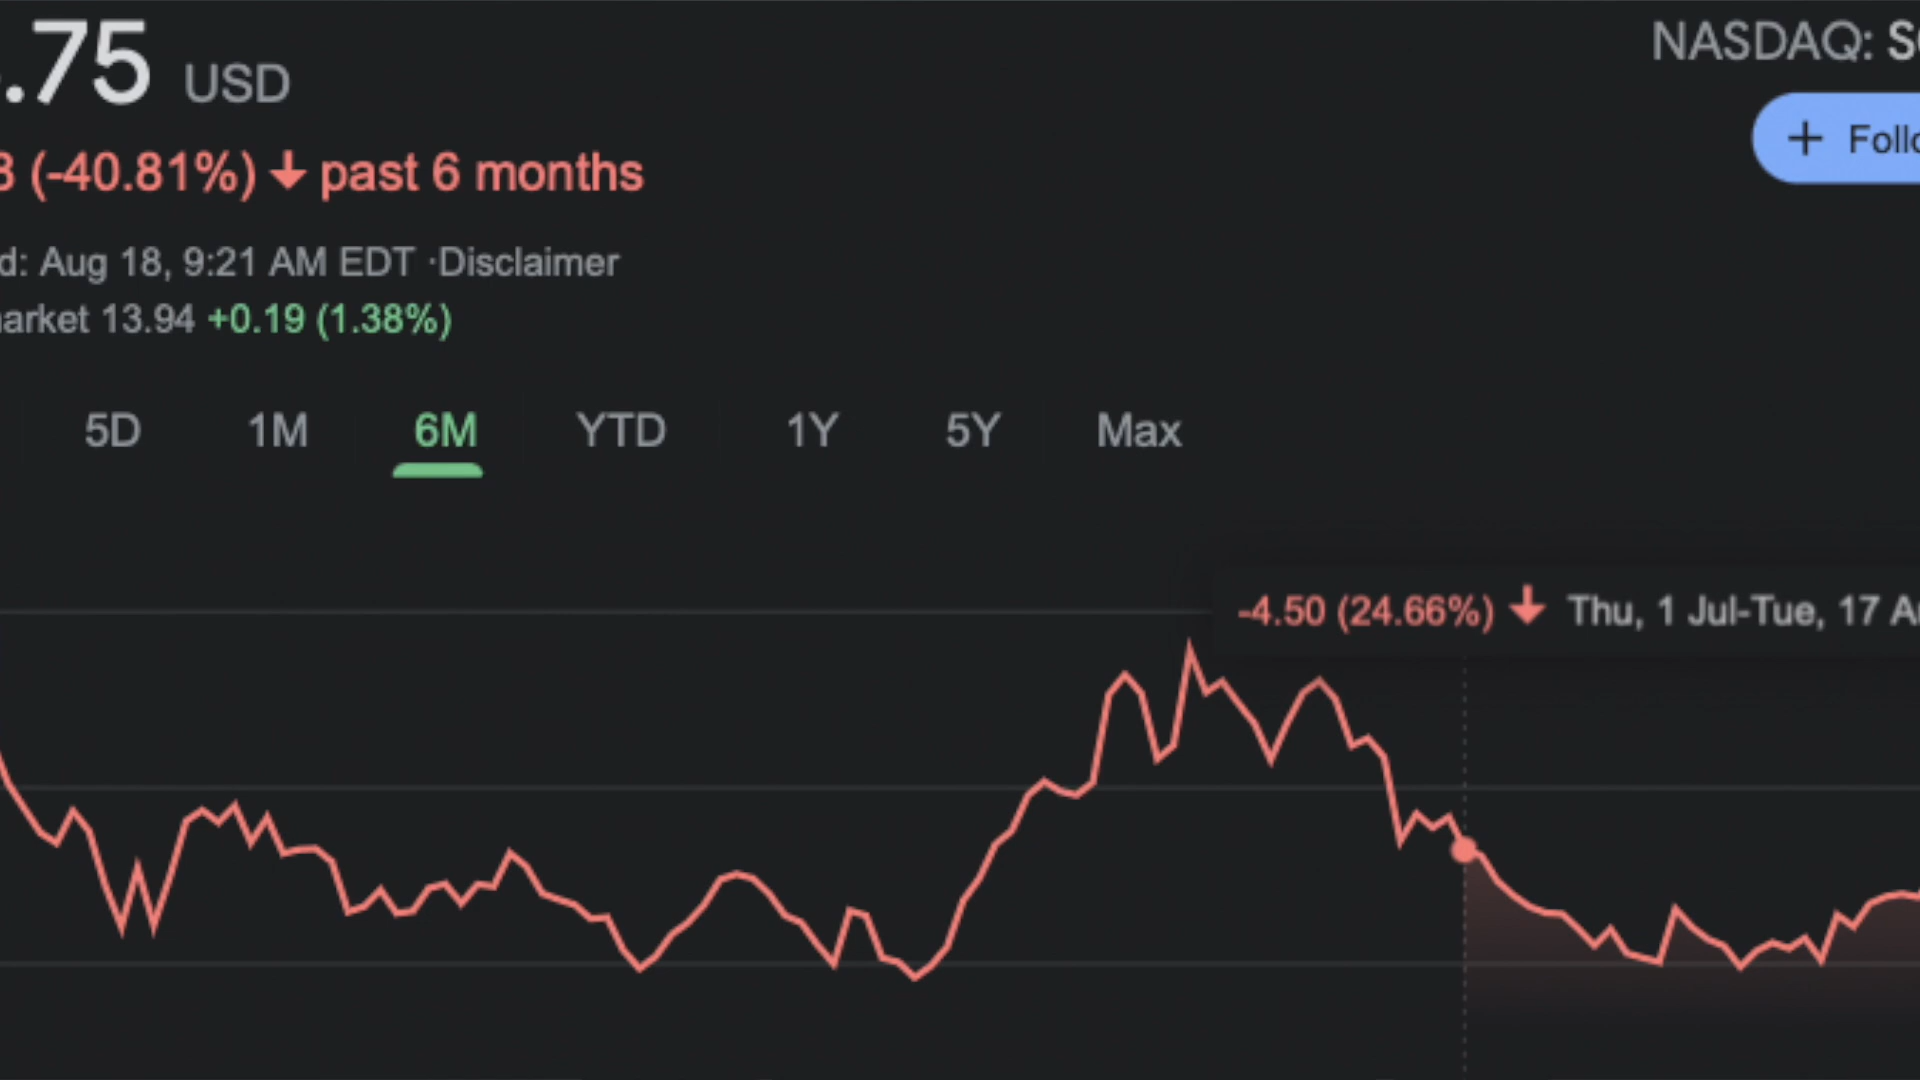 .75 USD
NASDAQ:
(-40.81%) past 6 months
Aug 18, 9:21 AM EDT ·Disclaimer
13.94 +0.19 (1.38%)
5D 1M 6M YTD 1Y 5Y Max
-4.50 (24.66%) Thu, 1 Jul-Tue, 17